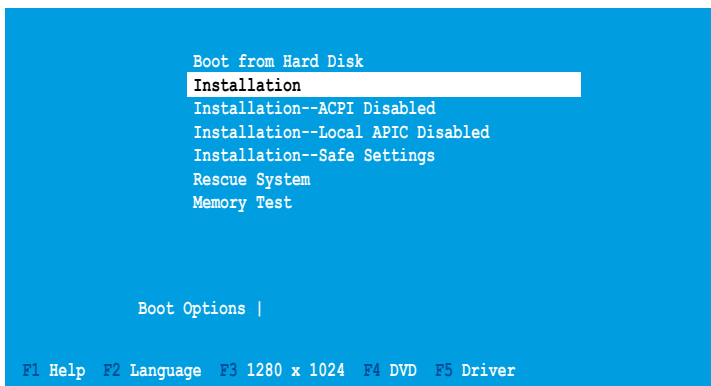 Boot from Hard Disk
Installation
Installation--ACPI Disabled
Installation--Local APIC Disabled
Installation--Safe Settings
Rescue System
Memory Test
Boot Options |
F1 Help F2 Language F3 1280 x 1024 F4 DVD F5 Driver